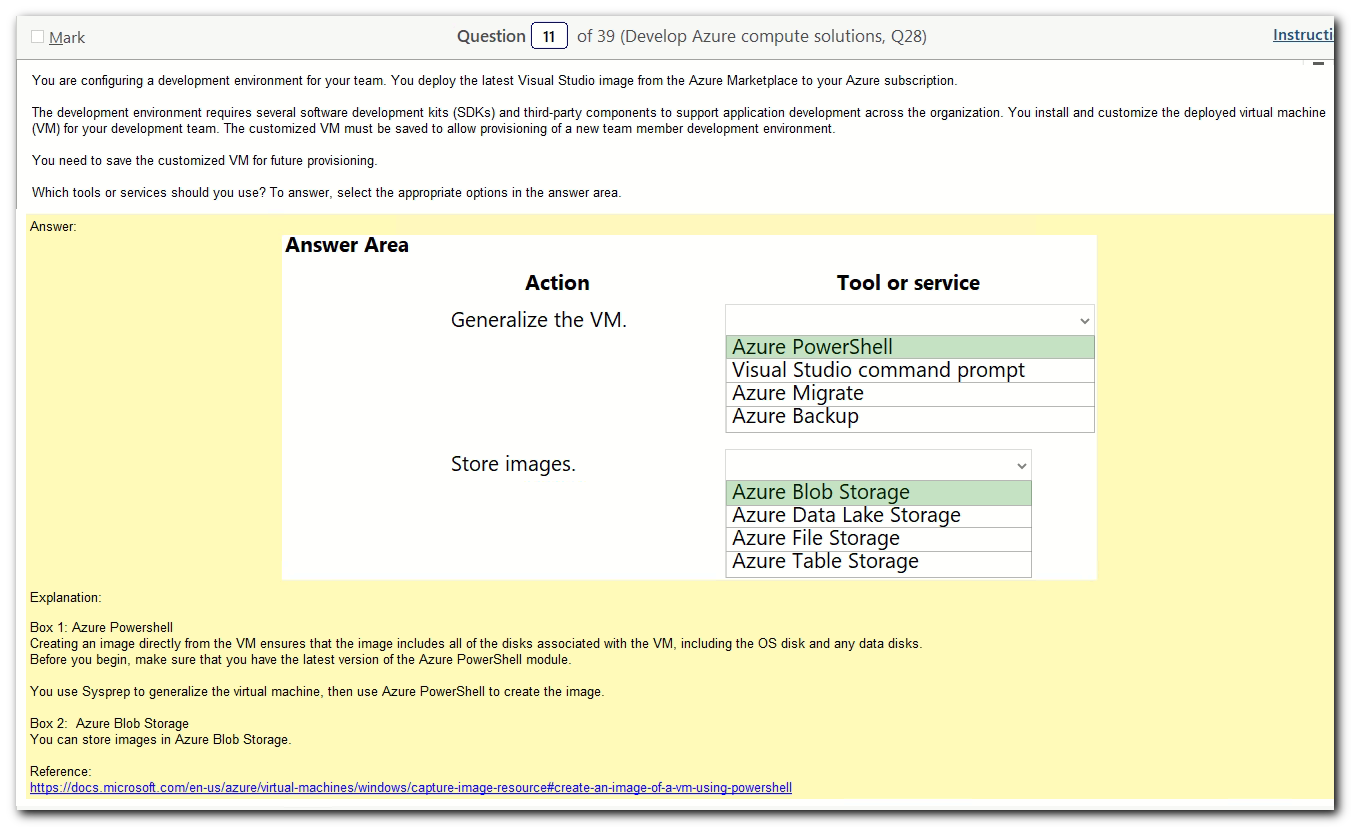 Mark
Question 11 of 39 (Develop Azure compute solutions, Q28)
Instructi
You are configuring a development environment for your team. You deploy the latest Visual Studio image from the Azure Marketplace to your Azure subscription.
The development environment requires several software development kits (SDKs) and third-party components to support application development across the organization. You install and customize the deployed virtual machine
(VM) for your development team. The customized VM must be saved to allow provisioning of a new team member development environment.
You need to save the customized VM for future provisioning.
Which tools or services should you use? To answer, select the appropriate options in the answer area.
Answer:
Answer Area
Action
Tool or service
Generalize the VM.
Azure PowerShell
Visual Studio command prompt
Azure Migrate
Azure Backup
Store images.
Azure Blob Storage
Azure Data Lake Storage
Azure File Storage
Azure Table Storage
Explanation:
Box 1: Azure Powershell
Creating an image directly from the VM ensures that the image includes all of the disks associated with the VM, including the OS disk and any data disks.
Before you begin, make sure that you have the latest version of the Azure PowerShell module.
You use Sysprep to generalize the virtual machine, then use Azure PowerShell to create the image.
Box 2:  Azure Blob Storage
You can store images in Azure Blob Storage.
Reference:
https://docs.microsoft.com/en-us/azure/virtual-machines/windows/capture-image-resource#create-an-image-of-a-vm-using-powershell